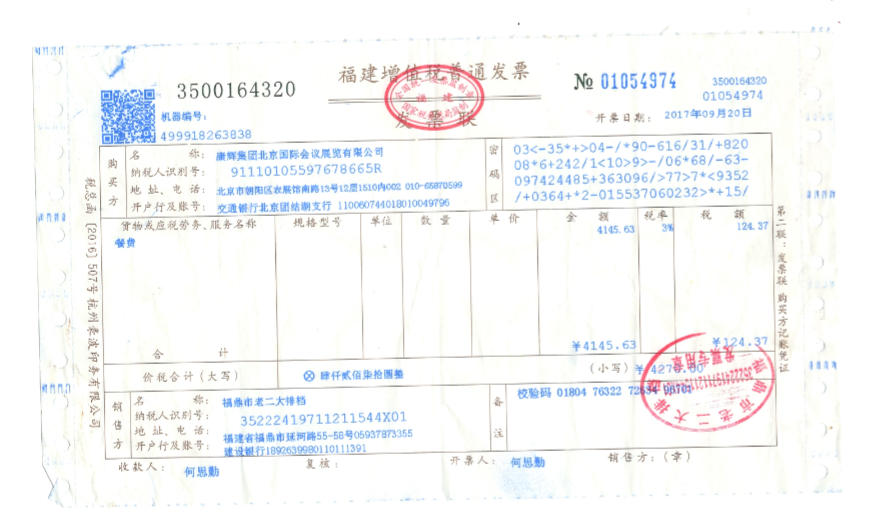 3500164320
福建增值税普通发票
发票联
№ 01054974
3500164320
01054974
机器编号:
499918263838
开票日期: 2017年09月20日
购买方
名 称: 康辉集团北京国际会议展览有限公司
纳税人识别号: 91110105597678665R
地 址、电 话: 北京市朝阳区农展馆南路13号12层1510内002 010-65870599
开户行及账号: 交通银行北京团结湖支行 110060744018010049796
密码区
03<-35*+>04-/*90-616/31/+820
08*6+242/1<10>9>-/06*68/-63-
097424485+363096/>77>7*<9352
/+0364+*2-015537060232>*+15/
货物或应税劳务、服务名称 规格型号 单位 数 量 单 价 金 额 税率 税 额
餐费 4145.63 3% 124.37
合 计 ￥4145.63 ￥124.37
价税合计(大写) ⊗ 肆仟贰佰柒拾圆整 (小写) ￥ 4270.00
销售方
名 称: 福鼎市老二大排档
纳税人识别号: 35222419711211544X01
地 址、电 话: 福建省福鼎市延河路55-58号05937873355
开户行及账号: 建设银行1892639980110111391
备注
校验码 01804 76322 72634
收款人: 何思勤 复核: 开票人: 何思勤 销售方:(章)
税总函[2016]507号杭州
印务有限公司
第二联:发票联 购买方记账凭证
发票专用章